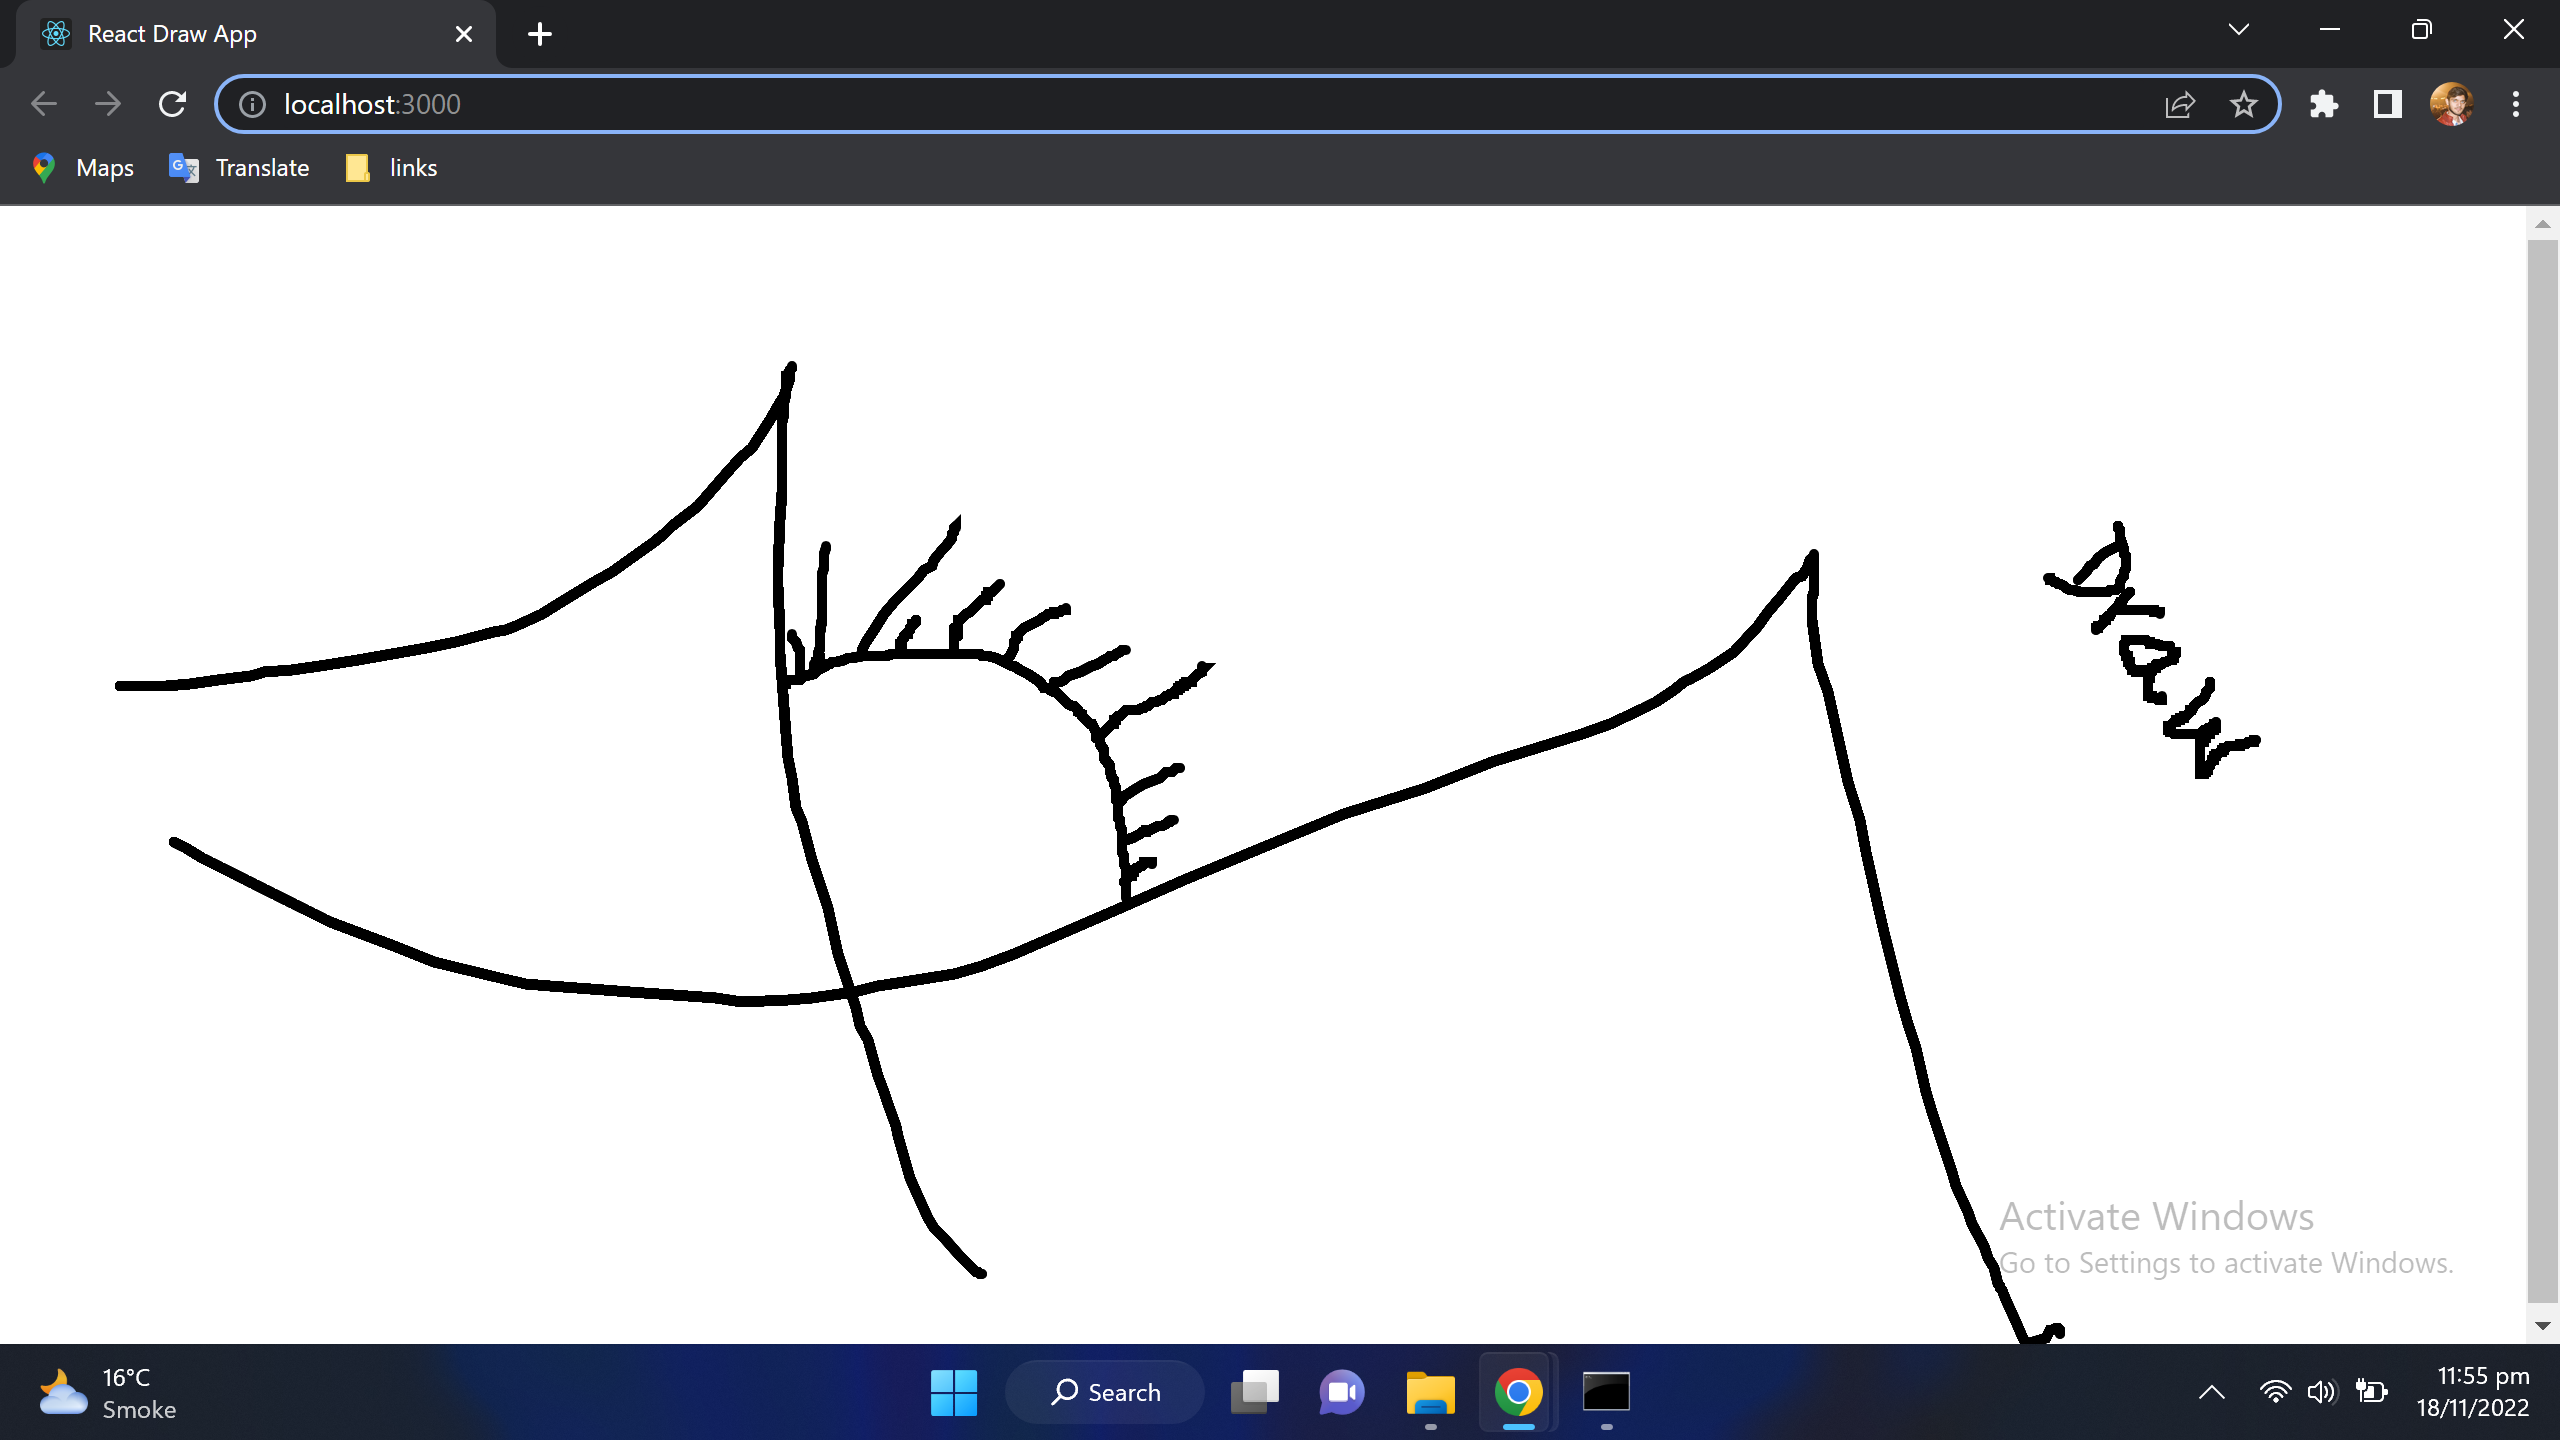 React Draw App
localhost:3000
Maps
Translate
links
Draw
Activate Windows
Go to Settings to activate Windows.
16°C
Smoke
Search
11:55 pm
18/11/2022